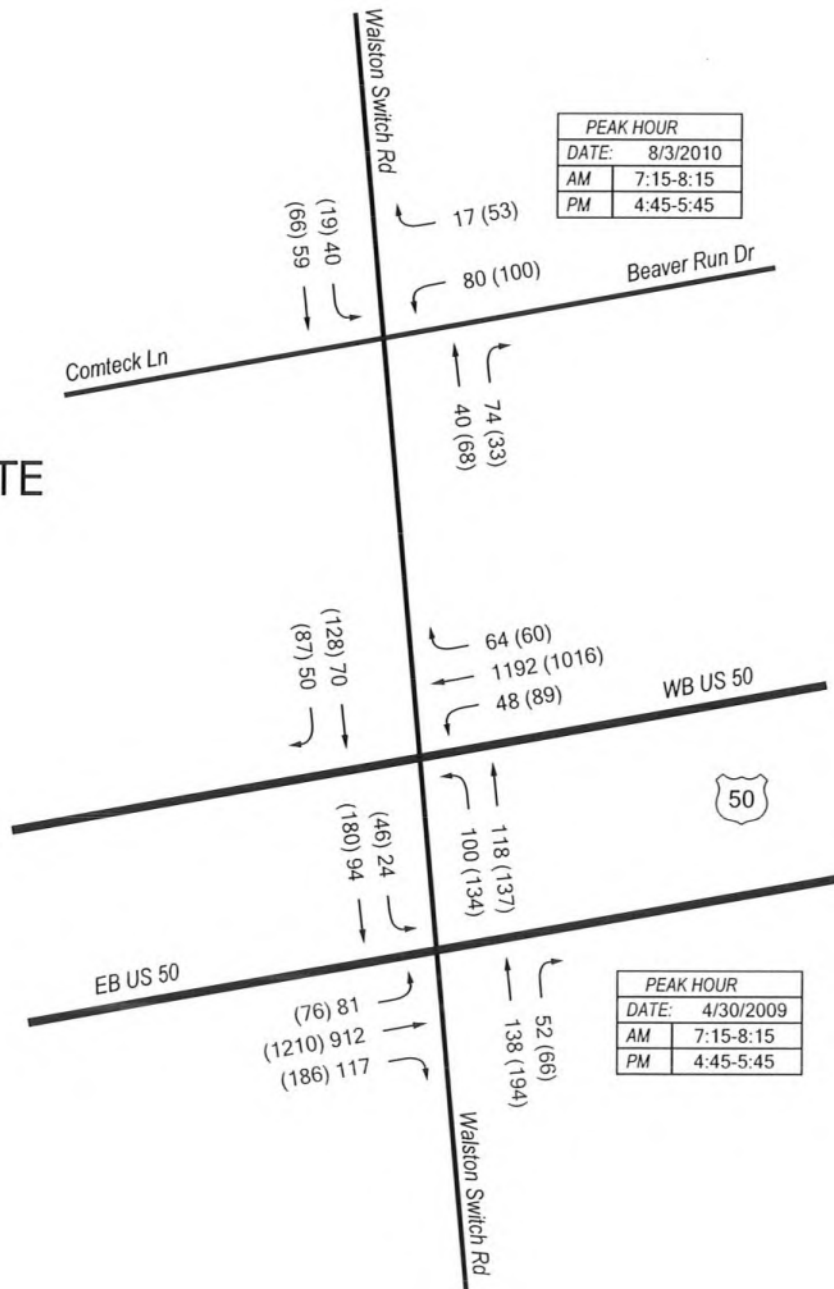 Walston Switch Rd
PEAK HOUR
DATE: 8/3/2010
AM 7:15-8:15
PM 4:45-5:45
17 (53)
(19) 40
(66) 59
80 (100)
Beaver Run Dr
Comteck Ln
74 (33)
40 (68)
TE
64 (60)
1192 (1016)
48 (89)
(128) 70
(87) 50
WB US 50
50
118 (137)
100 (134)
(46) 24
(180) 94
EB US 50
(76) 81
(1210) 912
(186) 117
52 (66)
138 (194)
PEAK HOUR
DATE: 4/30/2009
AM 7:15-8:15
PM 4:45-5:45
Walston Switch Rd